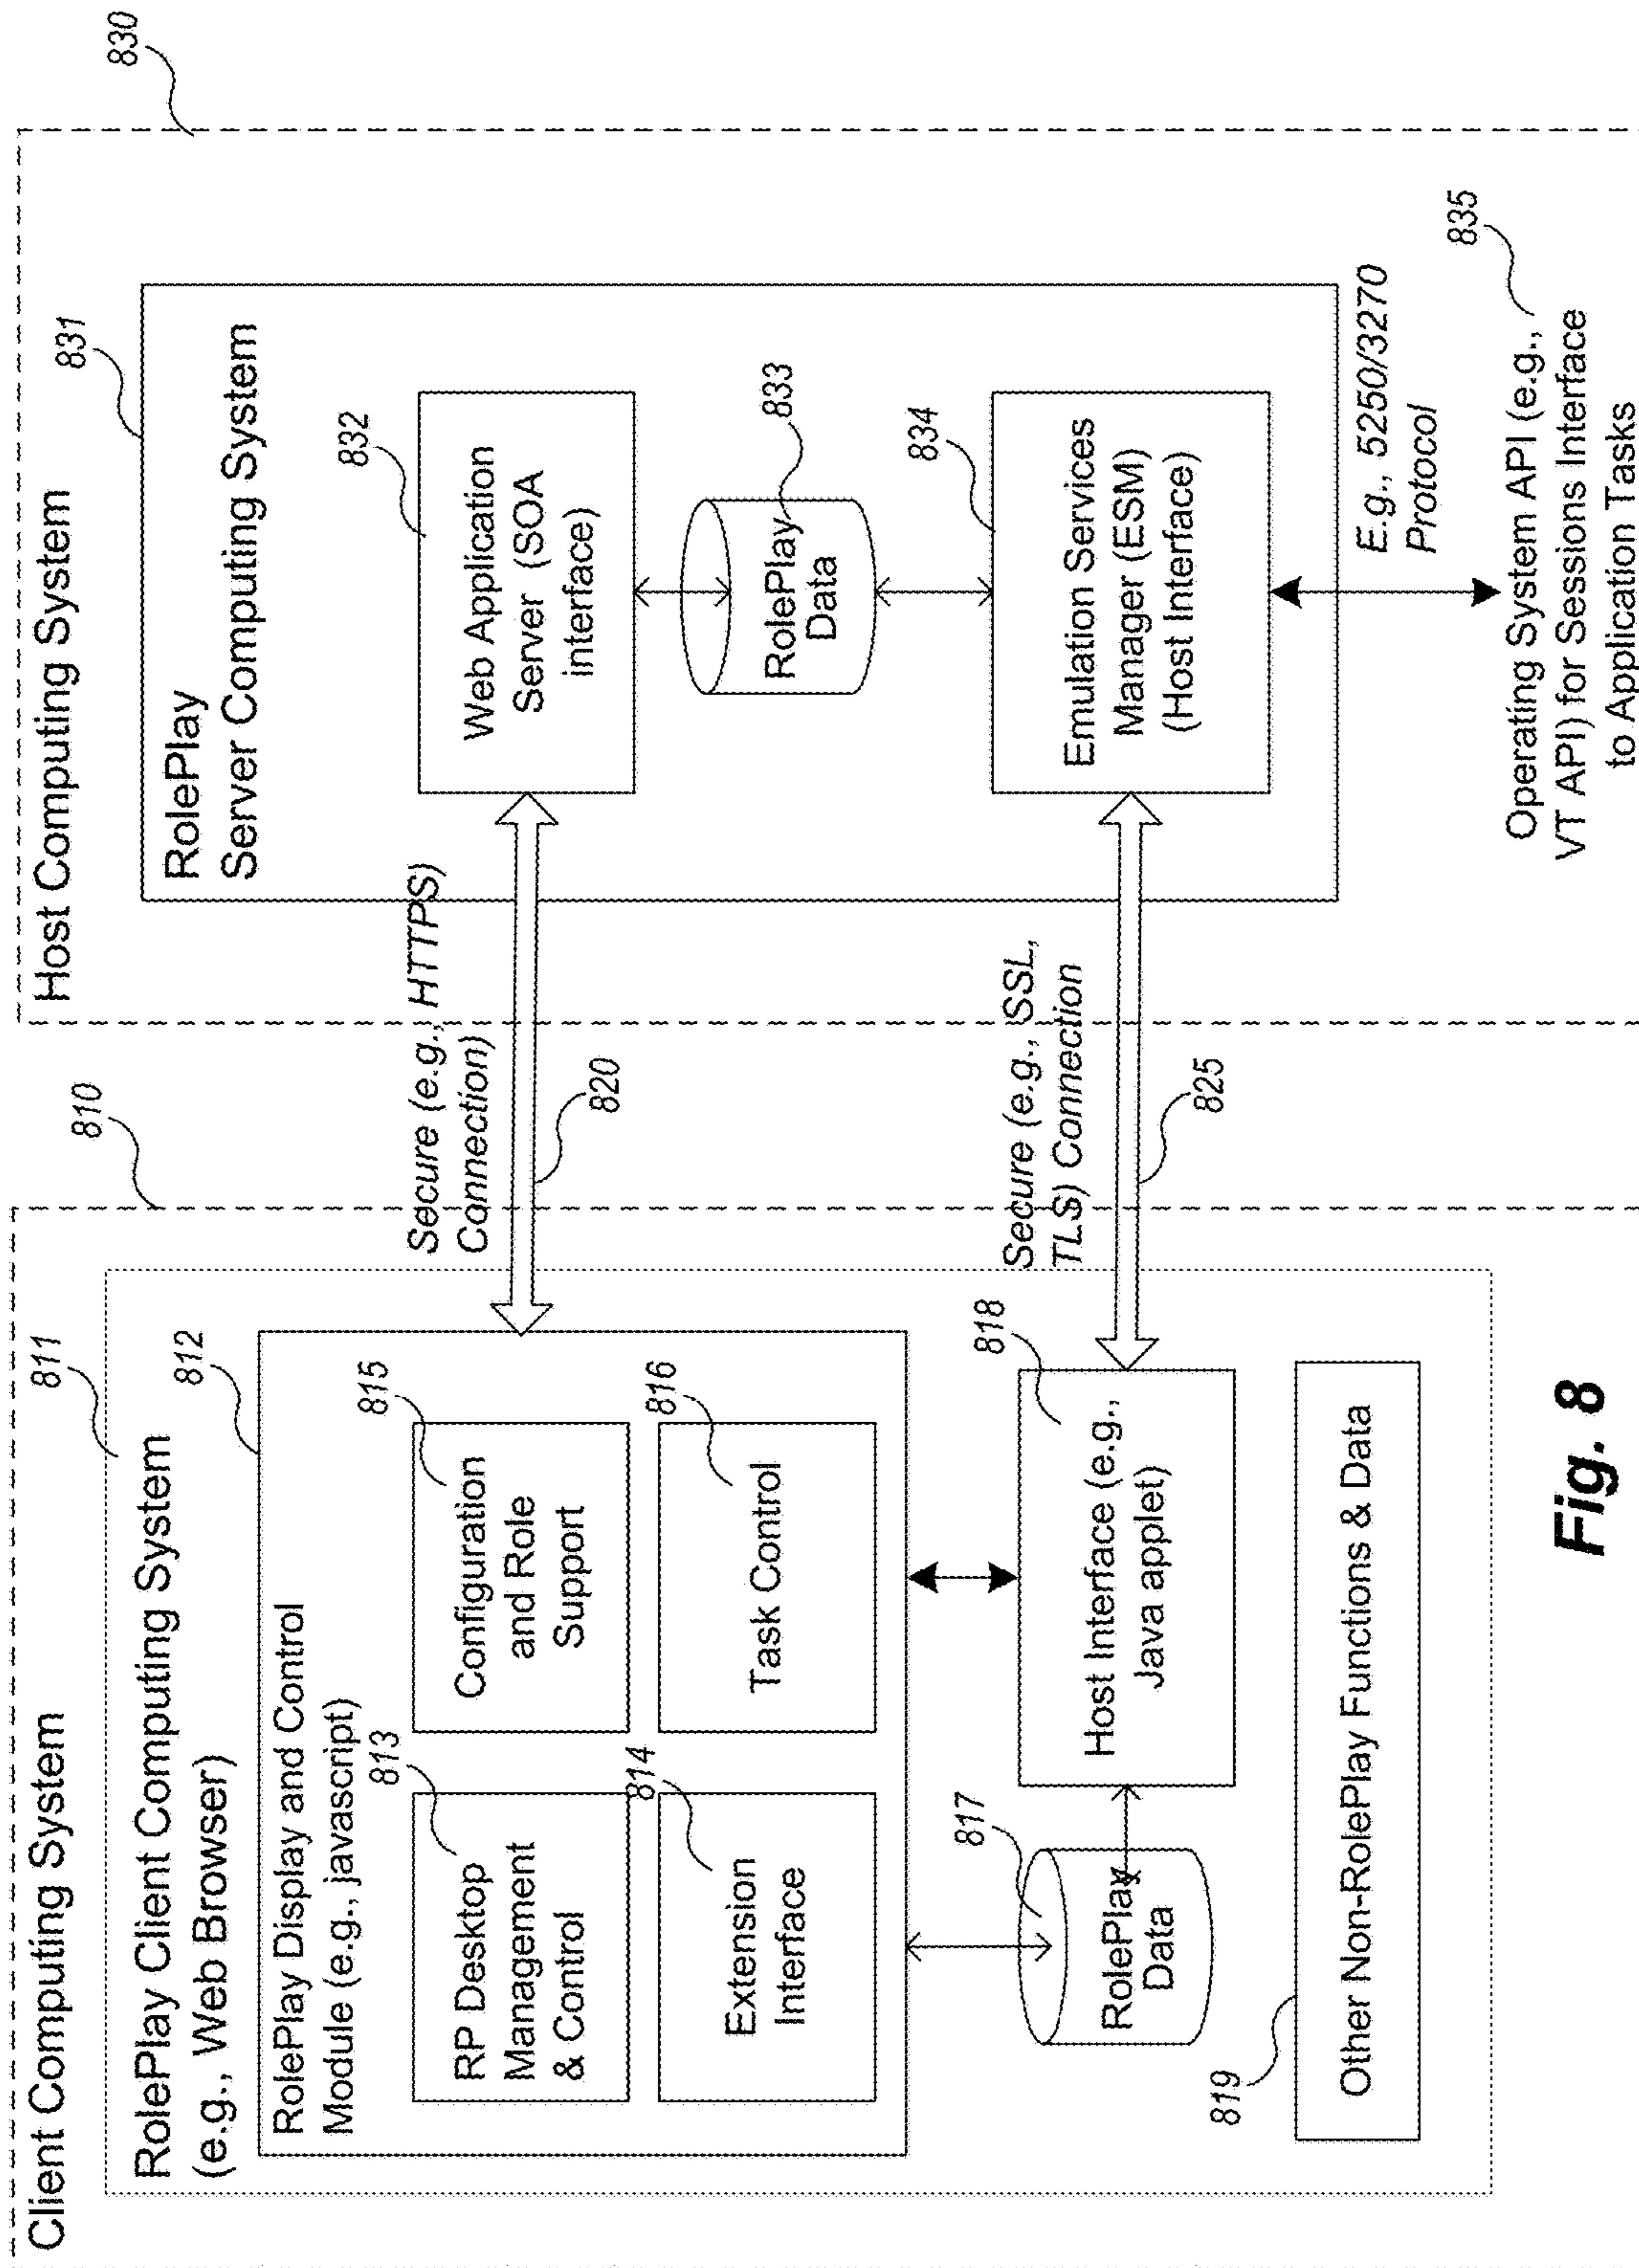 Client Computing System
810
811
RolePlay Client Computing System
(e.g., Web Browser)
812
RolePlay Display and Control
Module (e.g., javascript)
813
RP Desktop
Management
& Control
815
Configuration
and Role
Support
814
Extension
Interface
816
Task Control
817
RolePlay
Data
818
Host Interface (e.g.,
Java applet)
819
Other Non-RolePlay Functions & Data
Secure (e.g., HTTPS)
Connection)
820
Secure (e.g., SSL,
TLS) Connection
825
Host Computing System
830
831
RolePlay
Server Computing System
832
Web Application
Server (SOA
interface)
833
RolePlay
Data
834
Emulation Services
Manager (ESM)
(Host Interface)
E.g., 5250/3270
Protocol
835
Operating System API (e.g.,
VT API) for Sessions Interface
to Application Tasks
Fig. 8